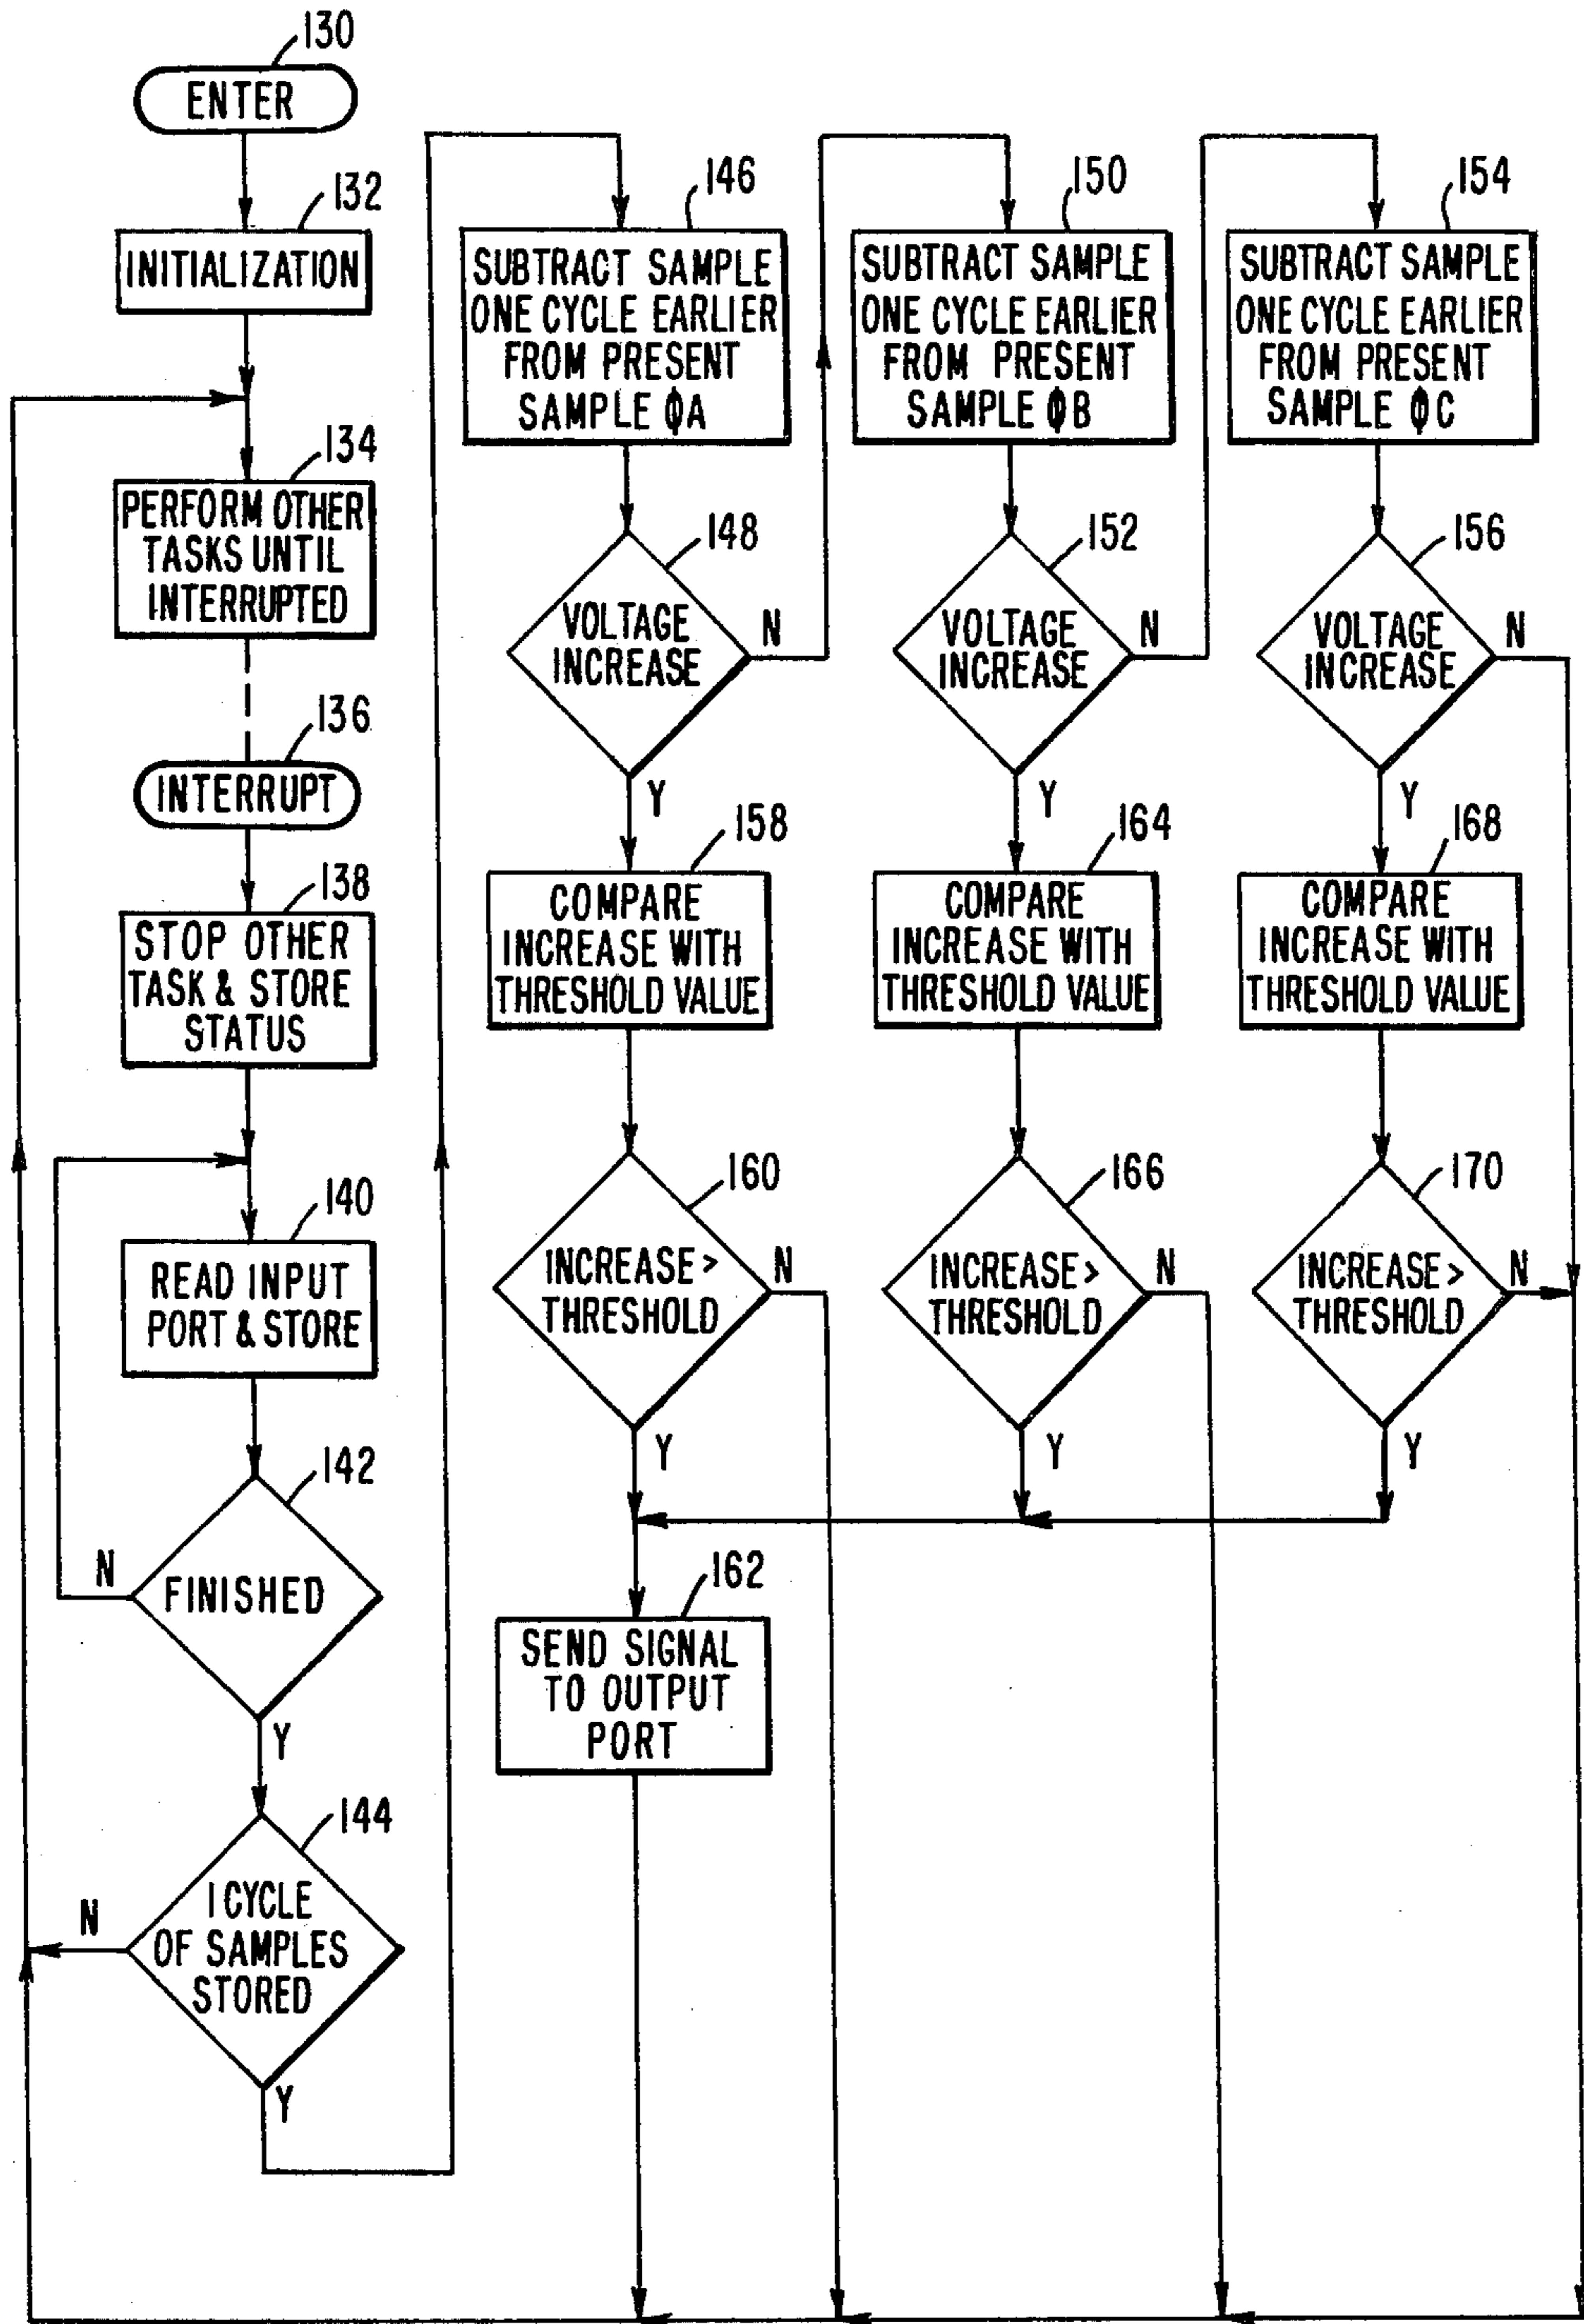 130
ENTER
132
INITIALIZATION
134
PERFORM OTHER
TASKS UNTIL
INTERRUPTED
136
INTERRUPT
138
STOP OTHER
TASK & STORE
STATUS
140
READ INPUT
PORT & STORE
142
FINISHED
N
Y
144
1 CYCLE
OF SAMPLES
STORED
N
Y
146
SUBTRACT SAMPLE
ONE CYCLE EARLIER
FROM PRESENT
SAMPLE ΦA
148
VOLTAGE
INCREASE
N
Y
158
COMPARE
INCREASE WITH
THRESHOLD VALUE
160
INCREASE >
THRESHOLD
N
Y
162
SEND SIGNAL
TO OUTPUT
PORT
150
SUBTRACT SAMPLE
ONE CYCLE EARLIER
FROM PRESENT
SAMPLE ΦB
152
VOLTAGE
INCREASE
N
Y
164
COMPARE
INCREASE WITH
THRESHOLD VALUE
166
INCREASE >
THRESHOLD
N
Y
154
SUBTRACT SAMPLE
ONE CYCLE EARLIER
FROM PRESENT
SAMPLE ΦC
156
VOLTAGE
INCREASE
N
Y
168
COMPARE
INCREASE WITH
THRESHOLD VALUE
170
INCREASE >
THRESHOLD
N
Y